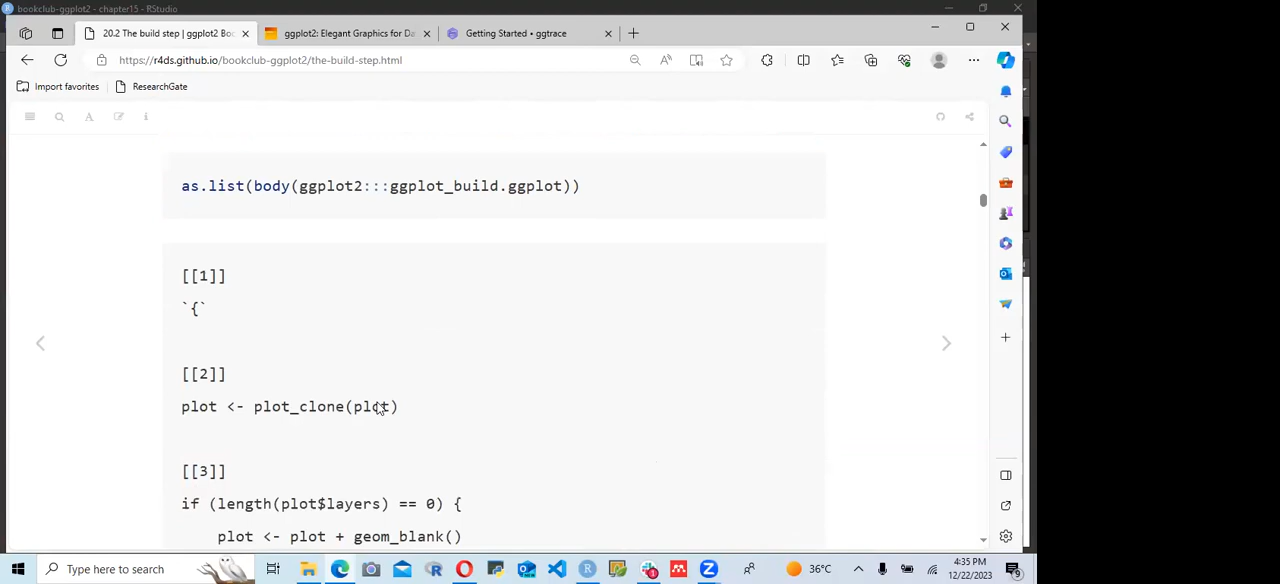 bookclub-ggplot2 - chapter15 - RStudio
20.2 The build step | ggplot2 Boo
ggplot2: Elegant Graphics for Da
Getting Started • ggtrace
https://r4ds.github.io/bookclub-ggplot2/the-build-step.html
Import favorites
ResearchGate
as.list(body(ggplot2:::ggplot_build.ggplot))
[[1]]
`{`
[[2]]
plot <- plot_clone(plot)
[[3]]
if (length(plot$layers) == 0) {
plot <- plot + geom_blank()
Type here to search
36°C
4:35 PM
12/22/2023